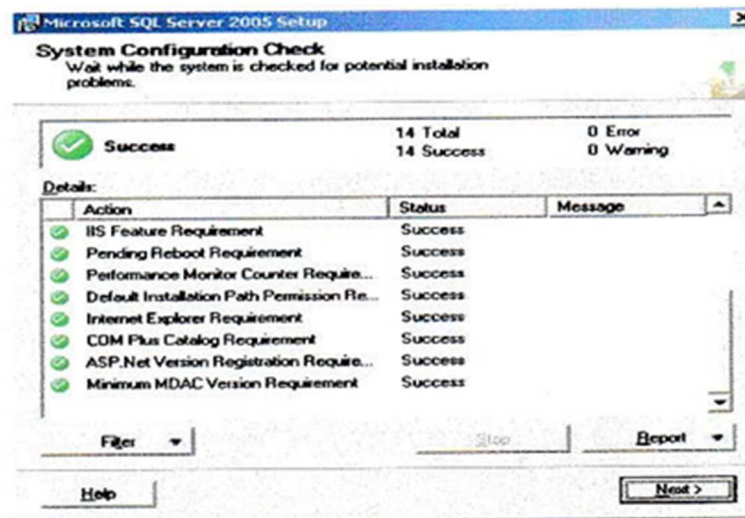 Microsoft SQL Server 2005 Setup
System Configuration Check
Wait while the system is checked for potential installation
problems.
Success
14 Total
0 Error
14 Success
0 Warning
Details:
Action Status Message
IIS Feature Requirement Success
Pending Reboot Requirement Success
Performance Monitor Counter Require... Success
Default Installation Path Permission Re... Success
Internet Explorer Requirement Success
COM Plus Catalog Requirement Success
ASP.Net Version Registration Require... Success
Minimum MDAC Version Requirement Success
Filter Stop Report
Help Next >